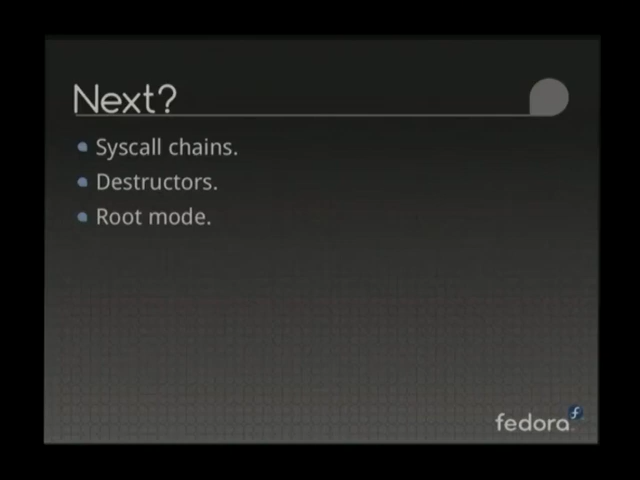 Next?
Syscall chains.
Destructors.
Root mode.
fedora